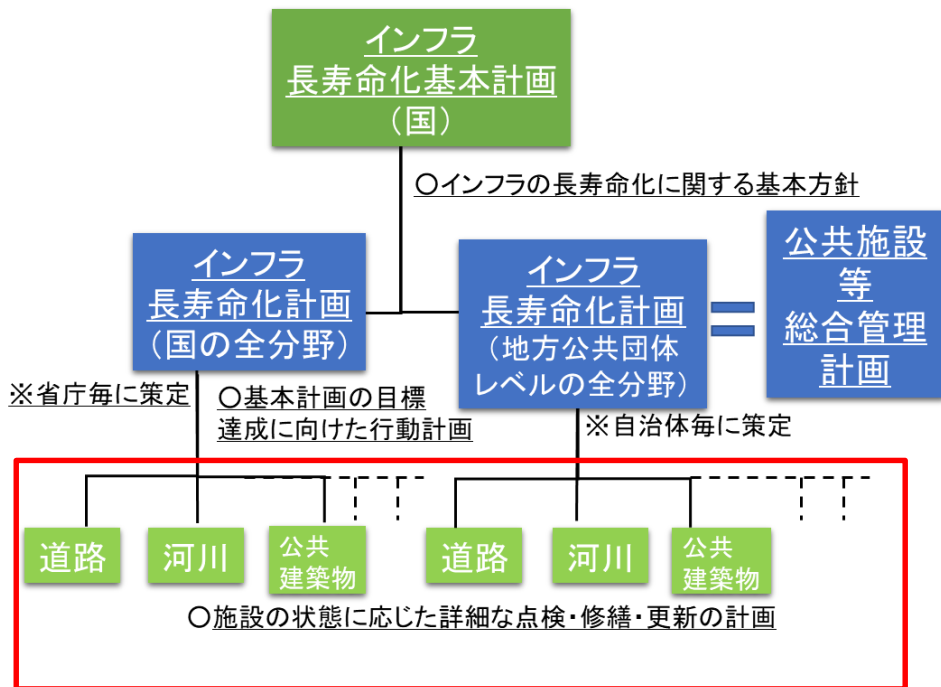 インフラ
長寿命化基本計画
（国）
〇インフラの長寿命化に関する基本方針
インフラ
長寿命化計画
（国の全分野）
インフラ
長寿命化計画
（地方公共団体
レベルの全分野）
公共施設
等
総合管理
計画
※省庁毎に策定
〇基本計画の目標
達成に向けた行動計画
※自治体毎に策定
道路
河川
公共
建築物
道路
河川
公共
建築物
〇施設の状態に応じた詳細な点検・修繕・更新の計画